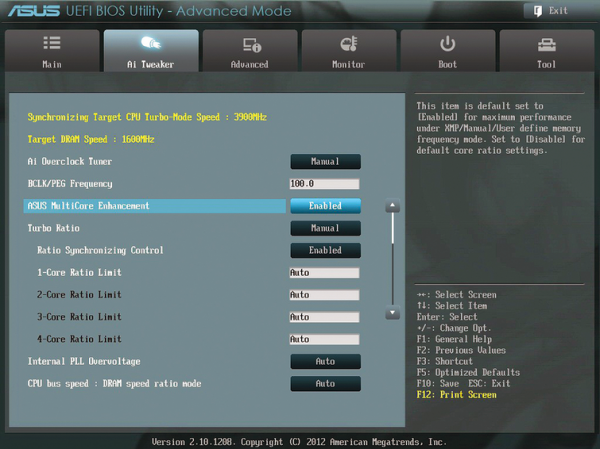 ASUS UEFI BIOS Utility - Advanced Mode
Exit
Main
Ai Tweaker
Advanced
Monitor
Boot
Tool
Synchronizing Target CPU Turbo-Mode Speed : 3900MHz
Target DRAM Speed : 1600MHz
Ai Overclock Tuner Manual
BCLK/PEG Frequency 100.0
ASUS MultiCore Enhancement Enabled
Turbo Ratio Manual
Ratio Synchronizing Control Enabled
1-Core Ratio Limit Auto
2-Core Ratio Limit Auto
3-Core Ratio Limit Auto
4-Core Ratio Limit Auto
Internal PLL Overvoltage Auto
CPU bus speed : DRAM speed ratio mode Auto
This item is default set to
[Enabled] for maximum performance
under XMP/Manual/User define memory
frequency mode. Set to [Disable] for
default core ratio settings.
→←: Select Screen
↑↓: Select Item
Enter: Select
+/-: Change Opt.
F1: General Help
F2: Previous Values
F3: Shortcut
F5: Optimized Defaults
F10: Save ESC: Exit
F12: Print Screen
Version 2.10.1208. Copyright (C) 2012 American Megatrends, Inc.